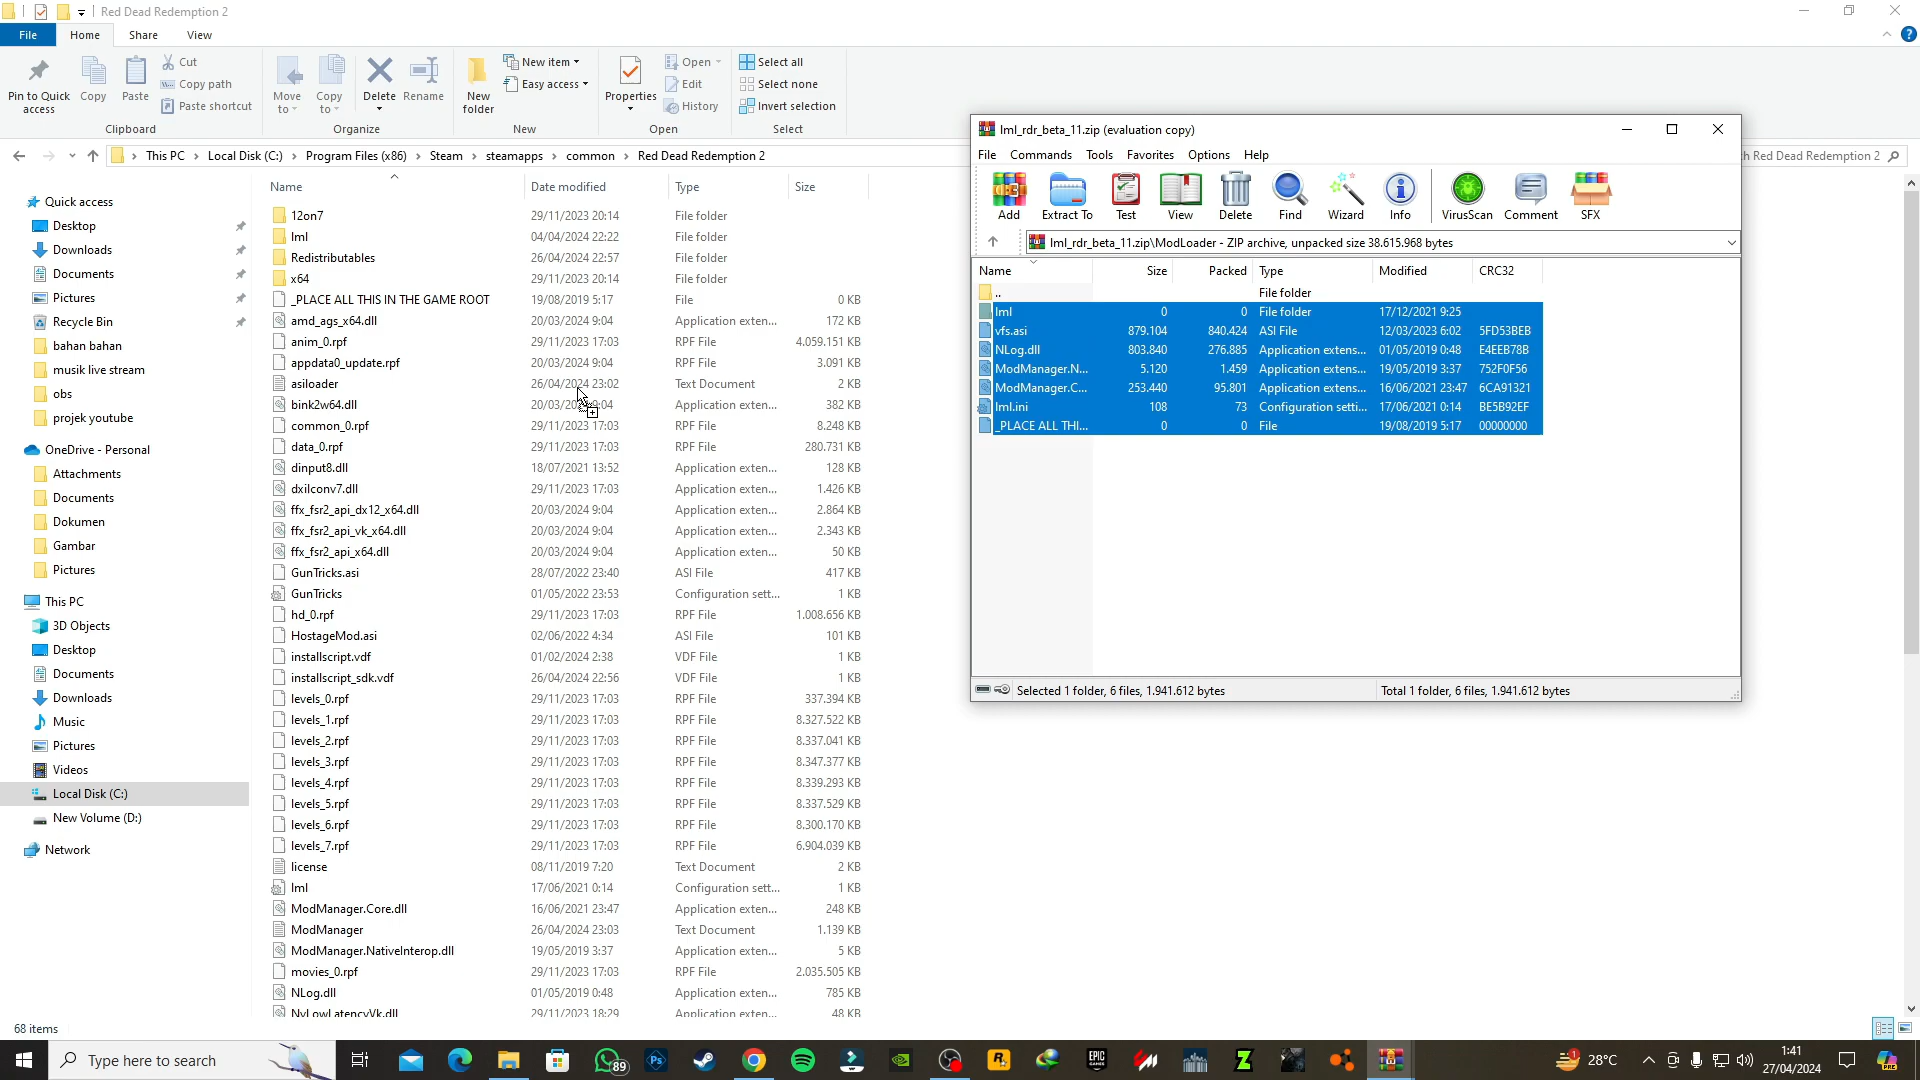 Red Dead Redemption 2
File Home Share View
Pin to Quick access
Copy
Paste
Cut
Copy path
Paste shortcut
Clipboard
Move to
Copy to
Delete
Rename
Organize
New folder
New item
Easy access
New
Properties
Open
Edit
History
Open
Select all
Select none
Invert selection
Select
This PC > Local Disk (C:) > Program Files (x86) > Steam > steamapps > common > Red Dead Redemption 2
h Red Dead Redemption 2
Quick access
Desktop
Downloads
Documents
Pictures
Recycle Bin
bahan bahan
musik live stream
obs
projek youtube
OneDrive - Personal
Attachments
Documents
Dokumen
Gambar
Pictures
This PC
3D Objects
Desktop
Documents
Downloads
Music
Pictures
Videos
Local Disk (C:)
New Volume (D:)
Network
Name Date modified Type Size
12on7 29/11/2023 20:14 File folder
lml 04/04/2024 22:22 File folder
Redistributables 26/04/2024 22:57 File folder
x64 29/11/2023 20:14 File folder
_PLACE ALL THIS IN THE GAME ROOT 19/08/2019 5:17 File 0 KB
amd_ags_x64.dll 20/03/2024 9:04 Application exten... 172 KB
anim_0.rpf 29/11/2023 17:03 RPF File 4.059.151 KB
appdata0_update.rpf 20/03/2024 9:04 RPF File 3.091 KB
asiloader 26/04/2024 23:02 Text Document 2 KB
bink2w64.dll 20/03/2024 9:04 Application exten... 382 KB
common_0.rpf 29/11/2023 17:03 RPF File 8.248 KB
data_0.rpf 29/11/2023 17:03 RPF File 280.731 KB
dinput8.dll 18/07/2021 13:52 Application exten... 128 KB
dxilconv7.dll 29/11/2023 17:03 Application exten... 1.426 KB
ffx_fsr2_api_dx12_x64.dll 20/03/2024 9:04 Application exten... 2.864 KB
ffx_fsr2_api_vk_x64.dll 20/03/2024 9:04 Application exten... 2.343 KB
ffx_fsr2_api_x64.dll 20/03/2024 9:04 Application exten... 50 KB
GunTricks.asi 28/07/2022 23:40 ASI File 417 KB
GunTricks 01/05/2022 23:53 Configuration sett... 1 KB
hd_0.rpf 29/11/2023 17:03 RPF File 1.008.656 KB
HostageMod.asi 02/06/2022 4:34 ASI File 101 KB
installscript.vdf 01/02/2024 2:38 VDF File 1 KB
installscript_sdk.vdf 26/04/2024 22:56 VDF File 1 KB
levels_0.rpf 29/11/2023 17:03 RPF File 337.394 KB
levels_1.rpf 29/11/2023 17:03 RPF File 8.327.522 KB
levels_2.rpf 29/11/2023 17:03 RPF File 8.337.041 KB
levels_3.rpf 29/11/2023 17:03 RPF File 8.347.377 KB
levels_4.rpf 29/11/2023 17:03 RPF File 8.339.293 KB
levels_5.rpf 29/11/2023 17:03 RPF File 8.337.529 KB
levels_6.rpf 29/11/2023 17:03 RPF File 8.300.170 KB
levels_7.rpf 29/11/2023 17:03 RPF File 6.904.039 KB
license 08/11/2019 7:20 Text Document 2 KB
lml 17/06/2021 0:14 Configuration sett... 1 KB
ModManager.Core.dll 16/06/2021 23:47 Application exten... 248 KB
ModManager 26/04/2024 23:03 Text Document 1.139 KB
ModManager.NativeInterop.dll 19/05/2019 3:37 Application exten... 5 KB
movies_0.rpf 29/11/2023 17:03 RPF File 2.035.505 KB
NLog.dll 01/05/2019 0:48 Application exten... 785 KB
NvLowLatencyVk.dll 29/11/2023 18:29 Application exten... 48 KB
68 items
lml_rdr_beta_11.zip (evaluation copy)
File Commands Tools Favorites Options Help
Add Extract To Test View Delete Find Wizard Info VirusScan Comment SFX
lml_rdr_beta_11.zip\ModLoader - ZIP archive, unpacked size 38.615.968 bytes
Name Size Packed Type Modified CRC32
.. File folder
lml 0 0 File folder 17/12/2021 9:25
vfs.asi 879.104 840.424 ASI File 12/03/2023 6:02 5FD53BEB
NLog.dll 803.840 276.885 Application extens... 01/05/2019 0:48 E4EEB78B
ModManager.N... 5.120 1.459 Application extens... 19/05/2019 3:37 752F0F56
ModManager.C... 253.440 95.801 Application extens... 16/06/2021 23:47 6CA91321
lml.ini 108 73 Configuration setti... 17/06/2021 0:14 BE5B92EF
_PLACE ALL THI... 0 0 File 19/08/2019 5:17 00000000
Selected 1 folder, 6 files, 1.941.612 bytes
Total 1 folder, 6 files, 1.941.612 bytes
Type here to search
89
28°C
1:41
27/04/2024